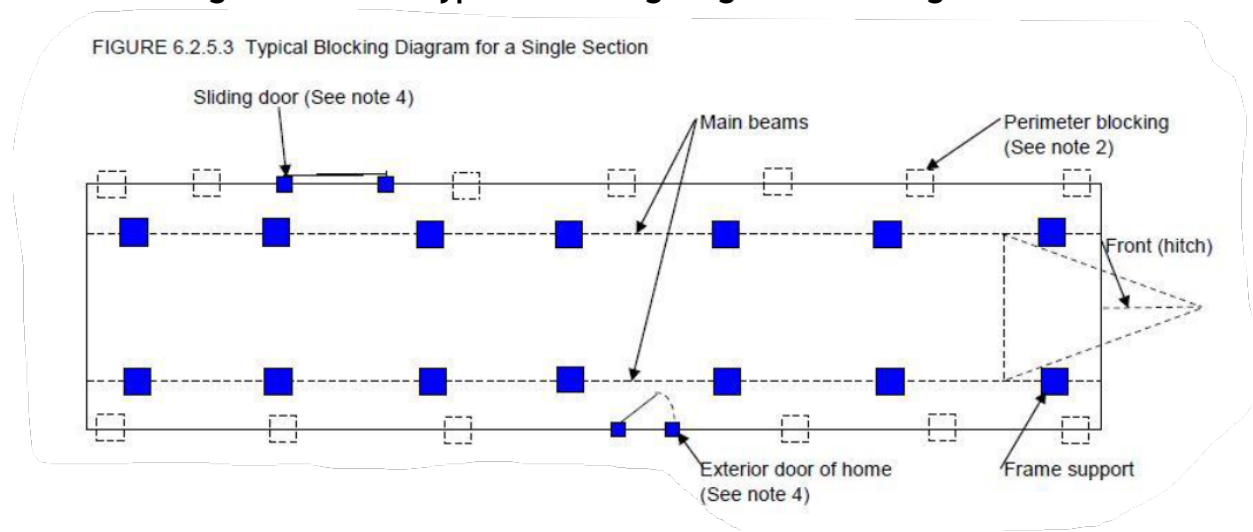 FIGURE 6.2.5.3 Typical Blocking Diagram for a Single Section
Sliding door (See note 4)
Main beams
Perimeter blocking
(See note 2)
Front (hitch)
Exterior door of home
(See note 4)
Frame support